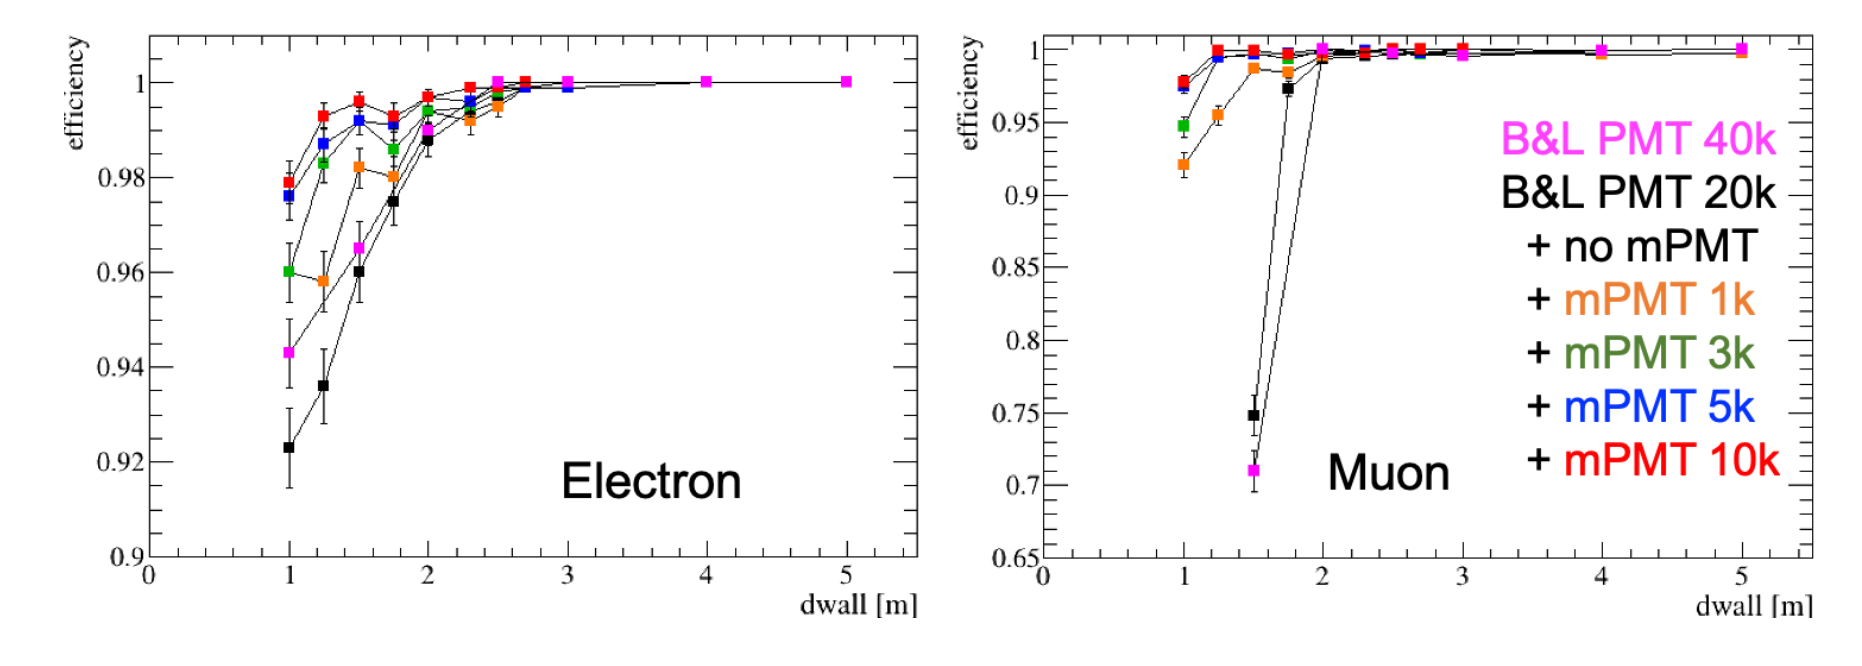 efficiency
1
0.98
0.96
0.94
0.92
0.9
0 1 2 3 4 5
dwall [m]
Electron
efficiency
1
0.95
0.9
0.85
0.8
0.75
0.7
0.65
0 1 2 3 4 5
dwall [m]
Muon
B&L PMT 40k
B&L PMT 20k
+ no mPMT
+ mPMT 1k
+ mPMT 3k
+ mPMT 5k
+ mPMT 10k